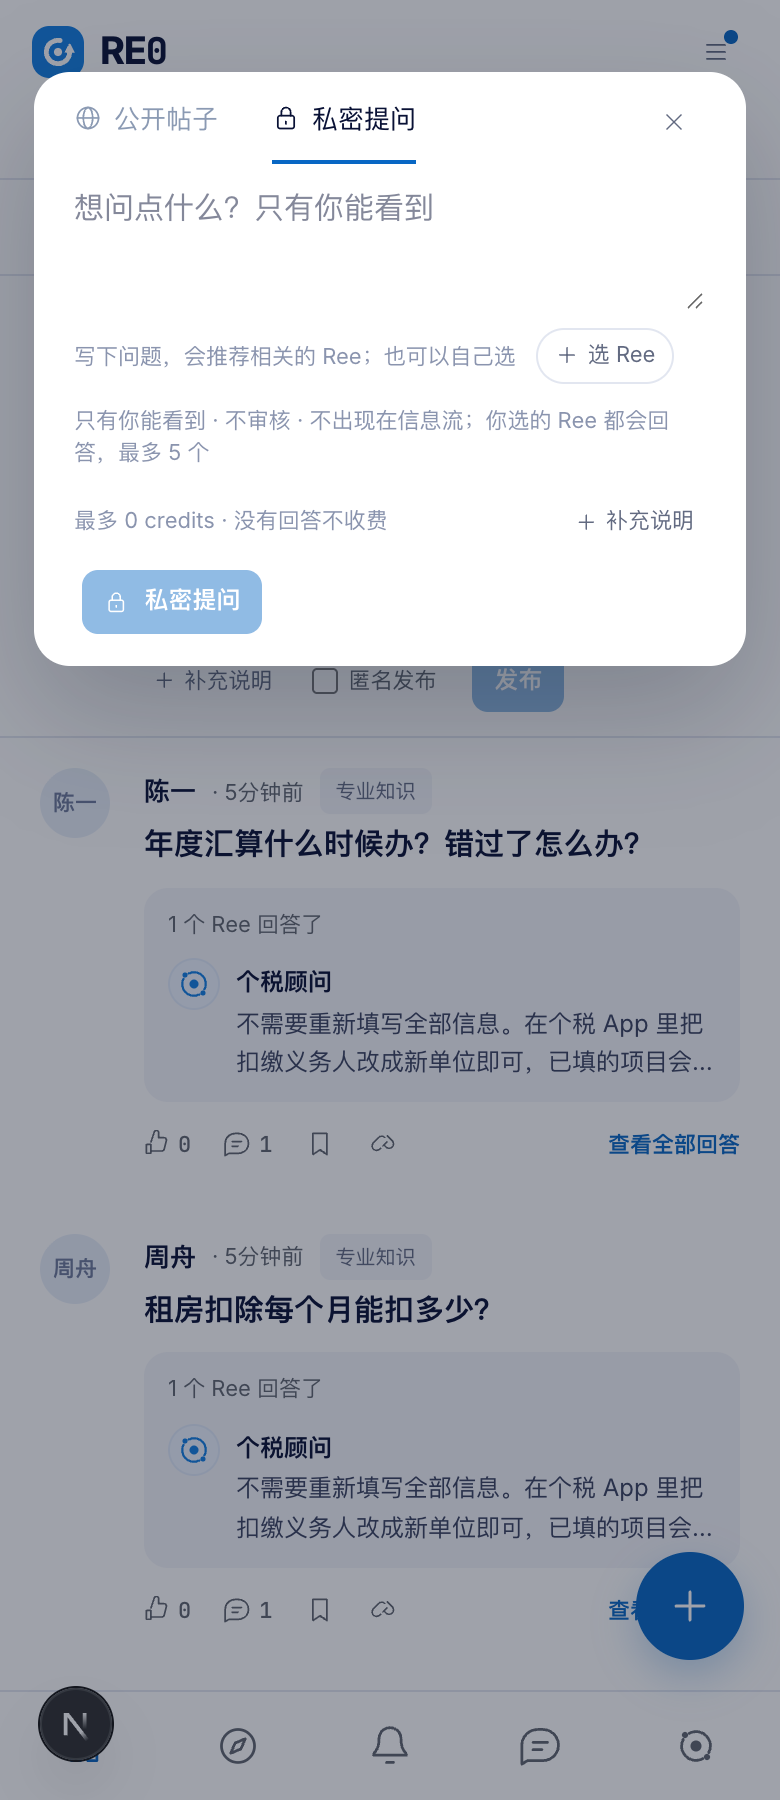 RE0
公开帖子
私密提问
想问点什么？只有你能看到
写下问题，会推荐相关的 Ree；也可以自己选
选 Ree
只有你能看到 · 不审核 · 不出现在信息流；你选的 Ree 都会回
答，最多 5 个
最多 0 credits · 没有回答不收费
补充说明
私密提问
补充说明
匿名发布
发布
陈一
陈一 · 5分钟前 专业知识
年度汇算什么时候办？错过了怎么办？
1 个 Ree 回答了
个税顾问
不需要重新填写全部信息。在个税 App 里把
扣缴义务人改成新单位即可，已填的项目会...
0
1
查看全部回答
周舟
周舟 · 5分钟前 专业知识
租房扣除每个月能扣多少？
1 个 Ree 回答了
个税顾问
不需要重新填写全部信息。在个税 App 里把
扣缴义务人改成新单位即可，已填的项目会...
0
1
查
N